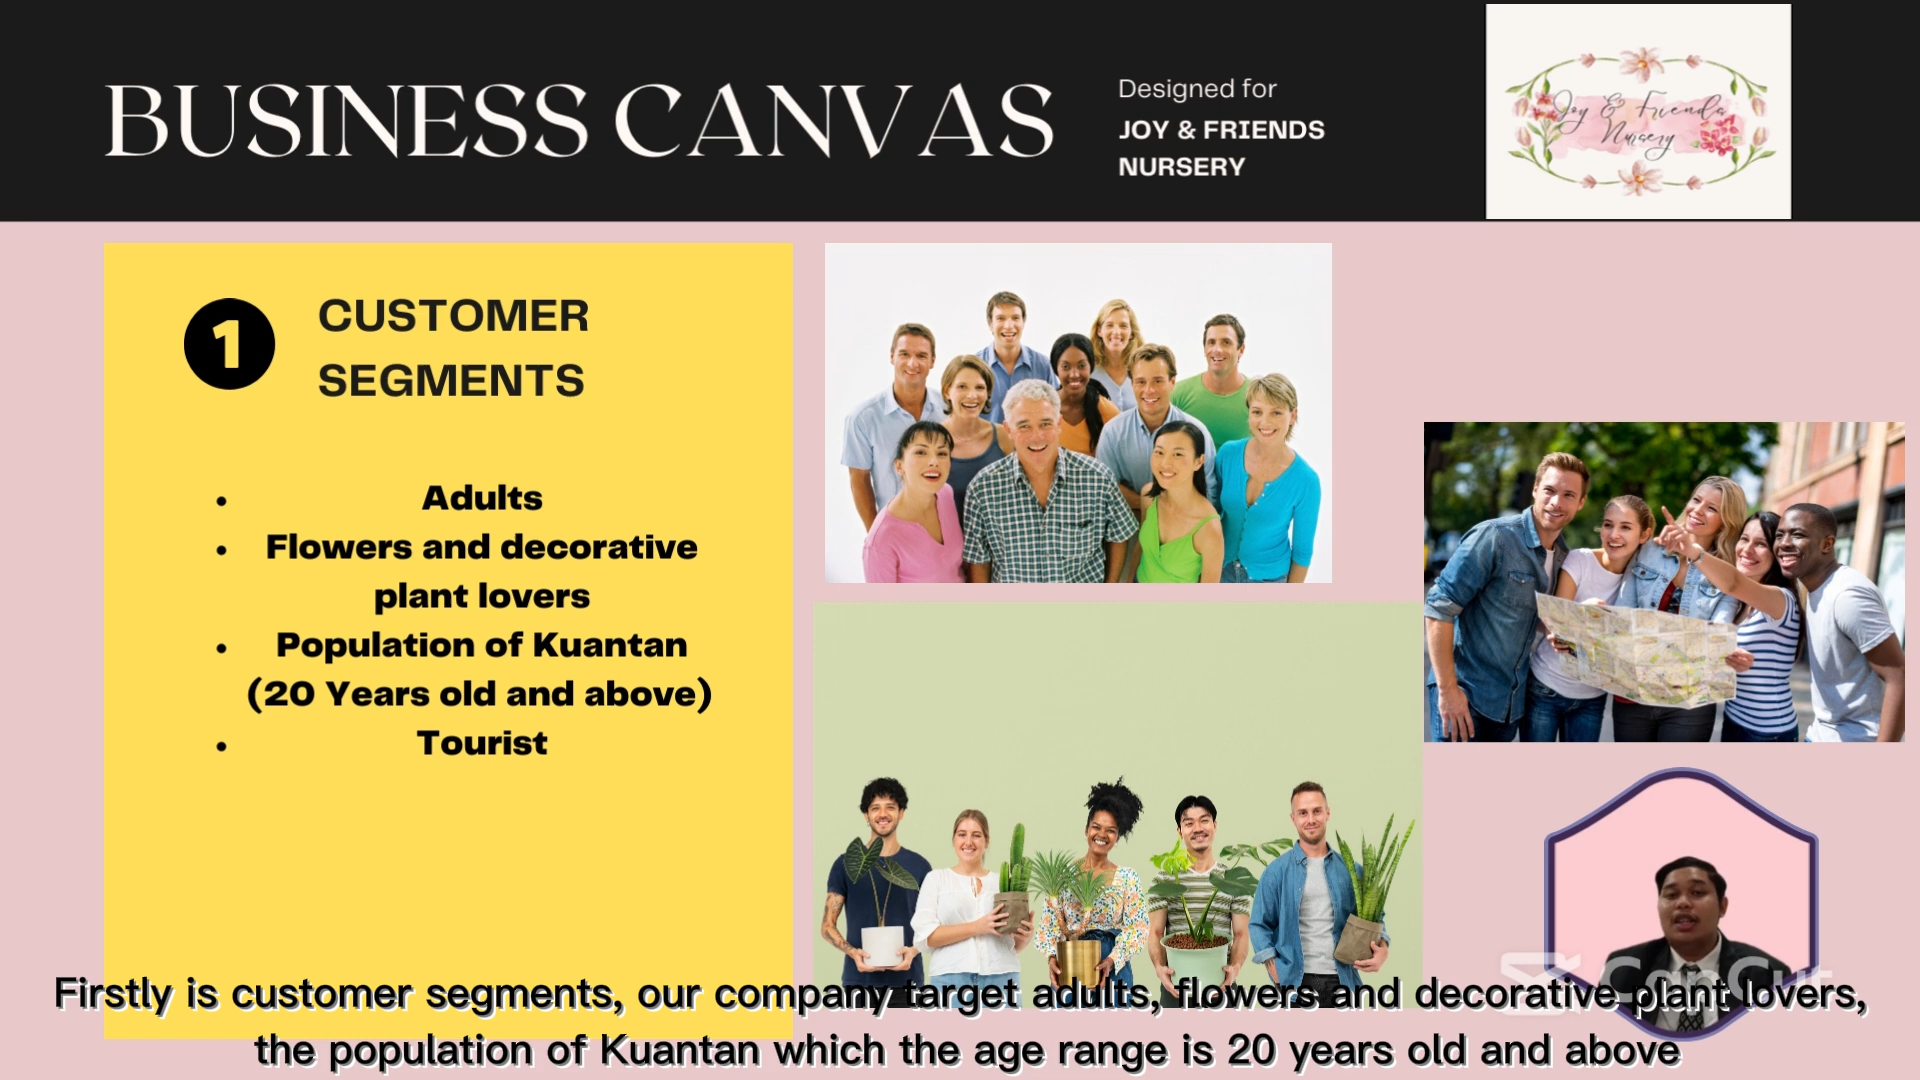 BUSINESS CANVAS
Designed for
JOY & FRIENDS
NURSERY
Joy & Friends
Nursery
1
CUSTOMER
SEGMENTS
• Adults
• Flowers and decorative
plant lovers
• Population of Kuantan
(20 Years old and above)
• Tourist
CapCut
Firstly is customer segments, our company target adults, flowers and decorative plant lovers,
the population of Kuantan which the age range is 20 years old and above